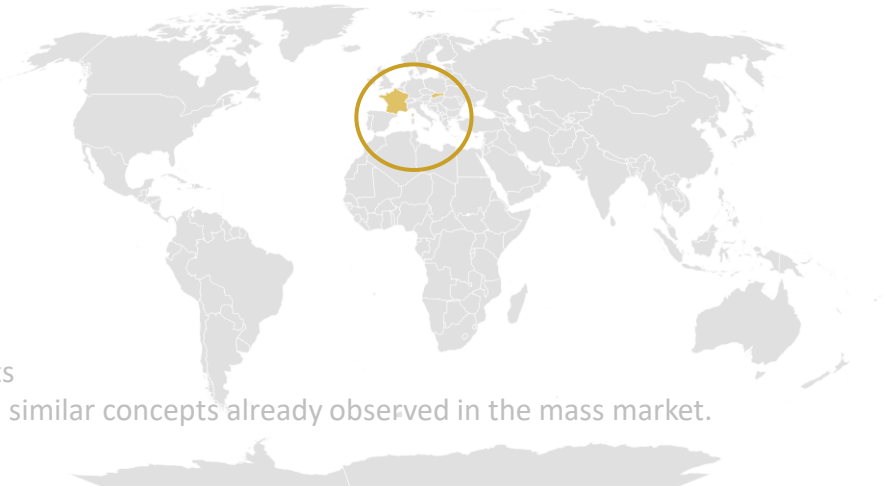 similar concepts already observed in the mass market.